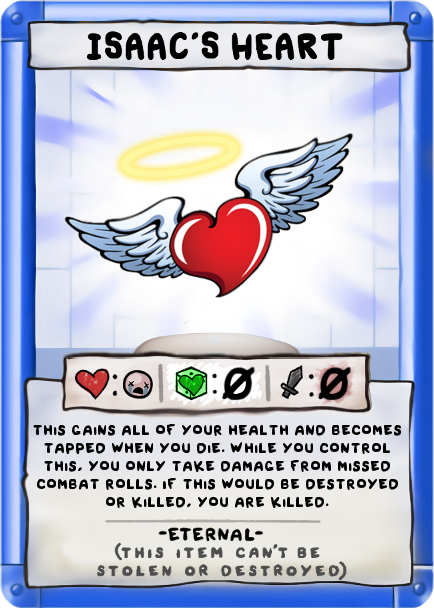 ISAAC'S HEART
: : Ø : Ø
THIS GAINS ALL OF YOUR HEALTH AND BECOMES
TAPPED WHEN YOU DIE. WHILE YOU CONTROL
THIS, YOU ONLY TAKE DAMAGE FROM MISSED
COMBAT ROLLS. IF THIS WOULD BE DESTROYED
OR KILLED, YOU ARE KILLED.
-ETERNAL-
(THIS ITEM CAN'T BE
STOLEN OR DESTROYED)